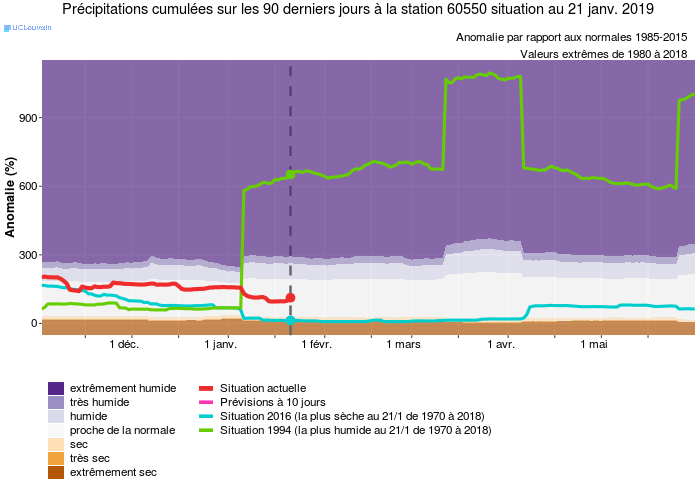 Précipitations cumulées sur les 90 derniers jours à la station 60550 situation au 21 janv. 2019
UCLouvain
Anomalie par rapport aux normales 1985-2015
Valeurs extrêmes de 1980 à 2018
Anomalie (%)
900
600
300
0
1 déc.
1 janv.
1 févr.
1 mars
1 avr.
1 mai
extrêmement humide
très humide
humide
proche de la normale
sec
très sec
extrêmement sec
Situation actuelle
Prévisions à 10 jours
Situation 2016 (la plus sèche au 21/1 de 1970 à 2018)
Situation 1994 (la plus humide au 21/1 de 1970 à 2018)